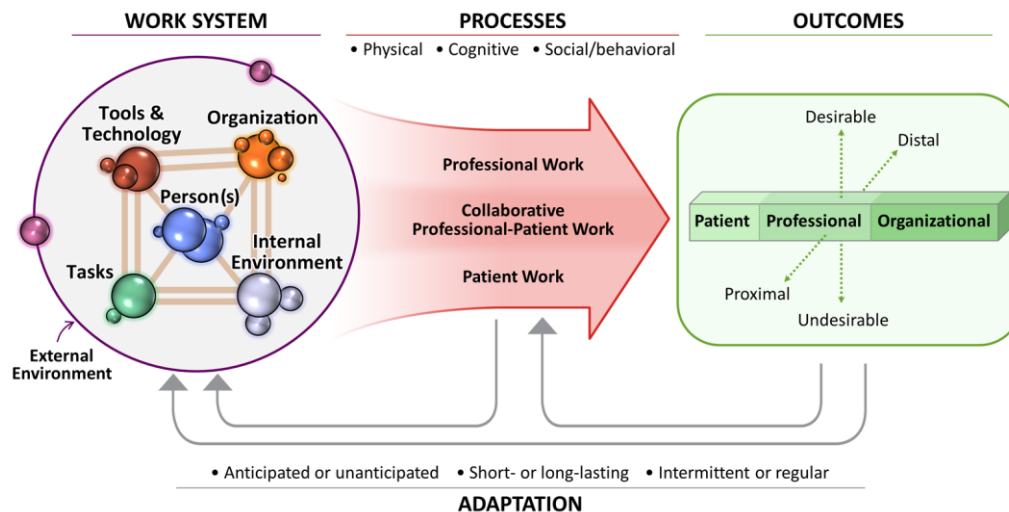 WORK SYSTEM
PROCESSES
OUTCOMES
• Physical • Cognitive • Social/behavioral
Tools &
Technology
Organization
Person(s)
Internal
Environment
Tasks
External
Environment
Professional Work
Collaborative
Professional-Patient Work
Patient Work
Desirable
Distal
Patient
Professional
Organizational
Proximal
Undesirable
• Anticipated or unanticipated • Short- or long-lasting • Intermittent or regular
ADAPTATION